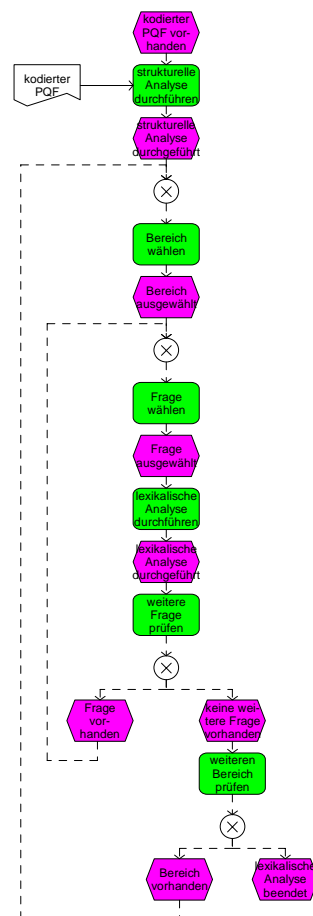 kodierter
PQF vor-
handen
kodierter
PQF
strukturelle
Analyse
durchführen
strukturelle
Analyse
durchgeführt
Bereich
wählen
Bereich
ausgewählt
Frage
wählen
Frage
ausgewählt
lexikalische
Analyse
durchführen
lexikalische
Analyse
durchgeführt
weitere
Frage
prüfen
Frage
vor-
handen
keine wei-
tere Frage
vorhanden
weiteren
Bereich
prüfen
Bereich
vorhanden
lexikalische
Analyse
beendet